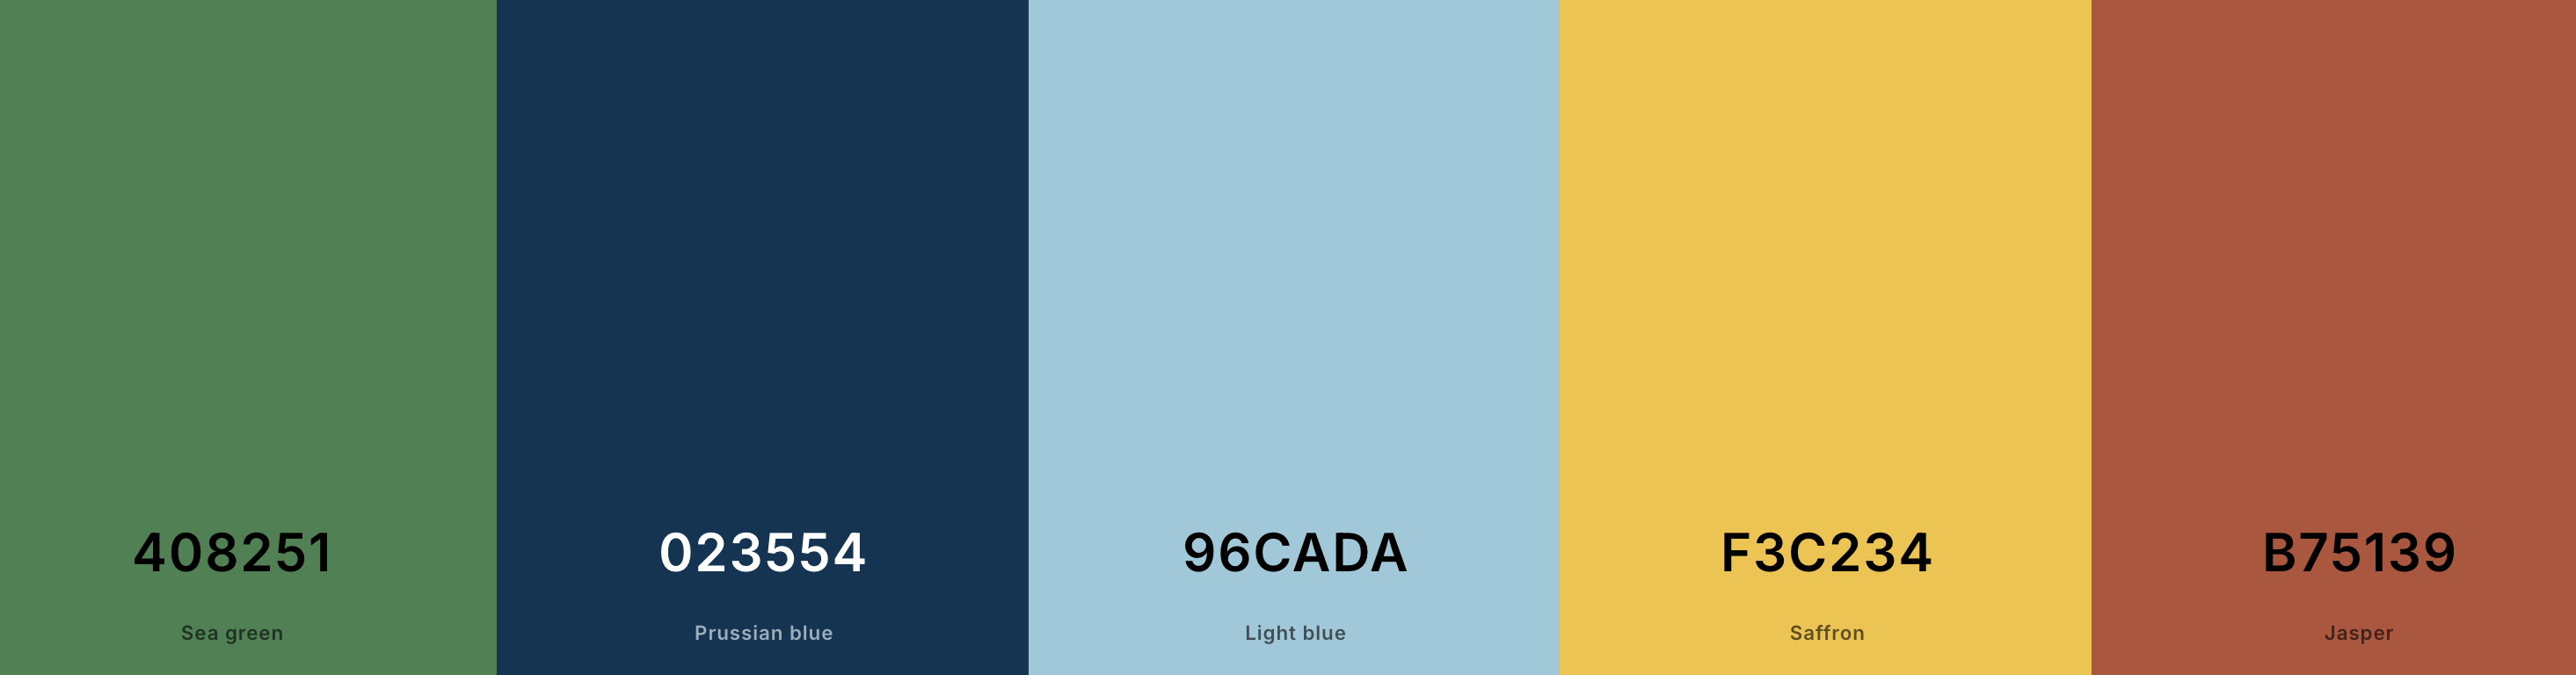 408251
Sea green
023554
Prussian blue
96CADA
Light blue
F3C234
Saffron
B75139
Jasper